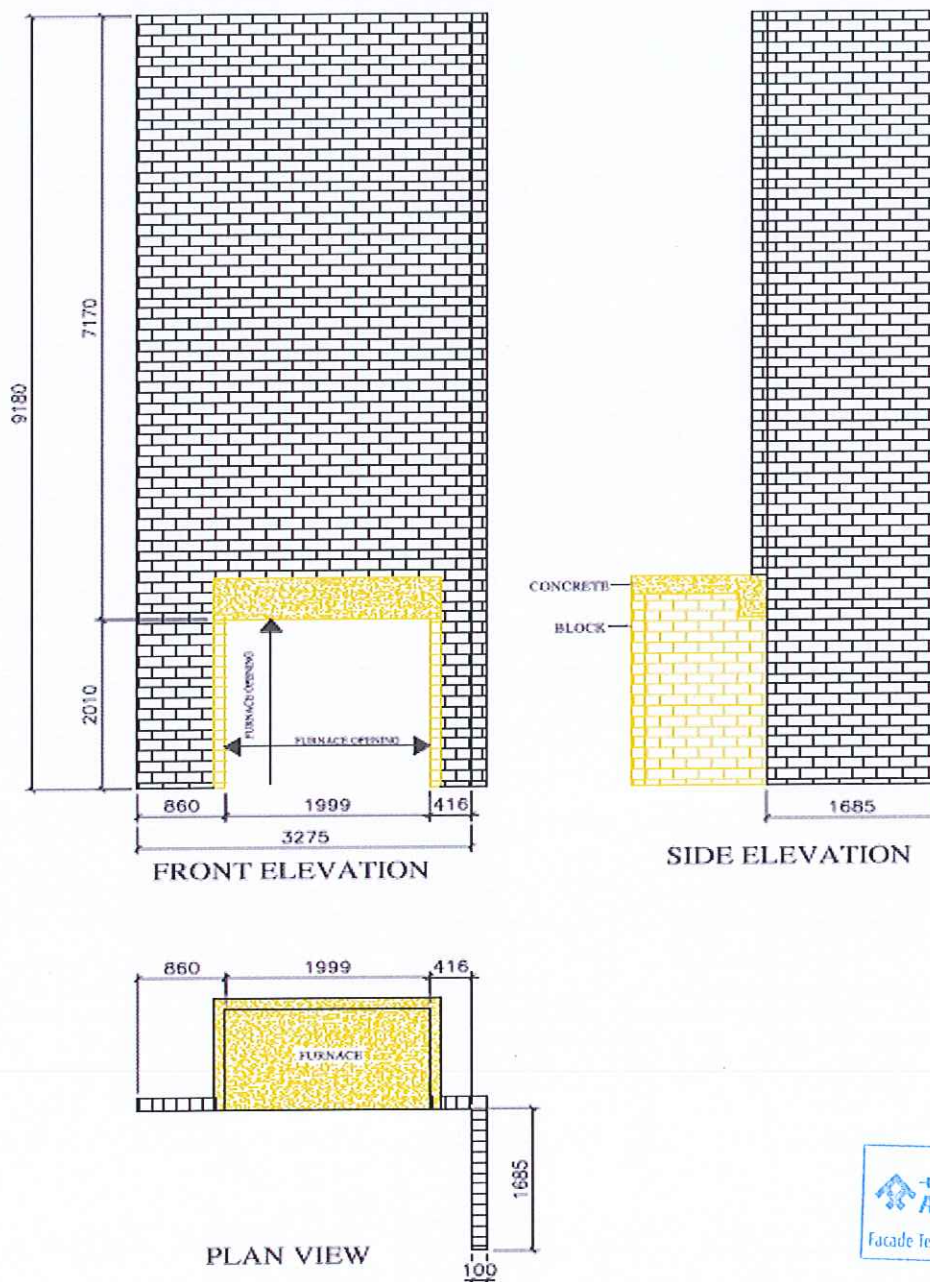 9180
7170
2010
FURNACE OPENING
FURNACE OPENING
860
1999
416
3275
FRONT ELEVATION
CONCRETE
BLOCK
1685
SIDE ELEVATION
860
1999
416
FURNACE
1685
100
PLAN VIEW
Facade